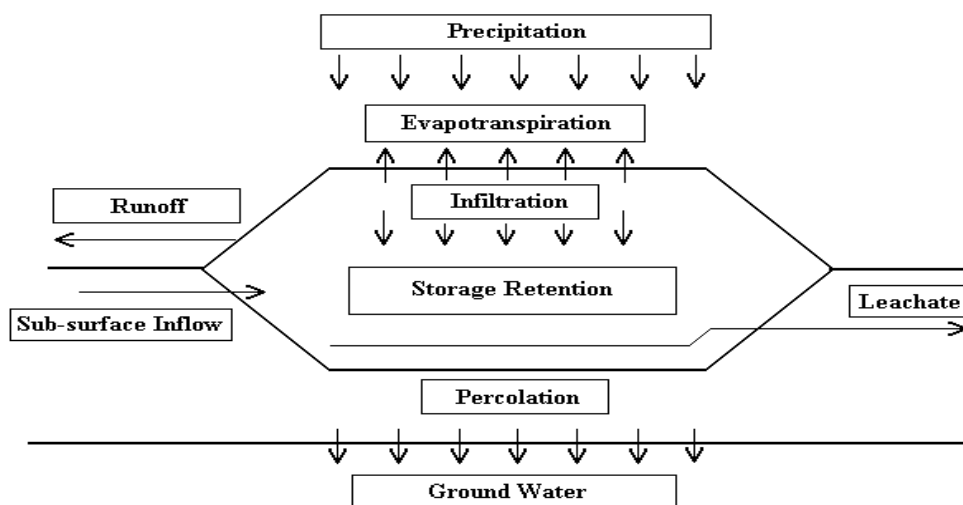 Precipitation
Evapotranspiration
Infiltration
Runoff
Storage Retention
Sub-surface Inflow
Leachate
Percolation
Ground Water